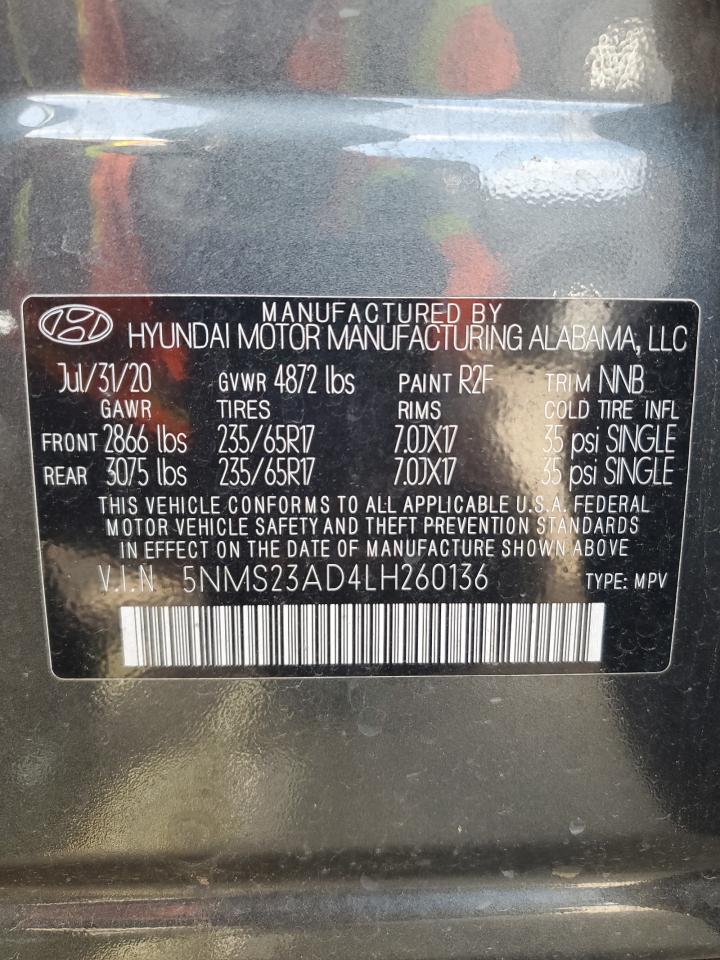 MANUFACTURED BY
HYUNDAI MOTOR MANUFACTURING ALABAMA, LLC
Jul/31/20 GVWR 4872 lbs PAINT R2F TRIM NNB
GAWR TIRES RIMS COLD TIRE INFL
FRONT 2866 lbs 235/65R17 7.0JX17 35 psi SINGLE
REAR 3075 lbs 235/65R17 7.0JX17 35 psi SINGLE
THIS VEHICLE CONFORMS TO ALL APPLICABLE U.S.A. FEDERAL
MOTOR VEHICLE SAFETY AND THEFT PREVENTION STANDARDS
IN EFFECT ON THE DATE OF MANUFACTURE SHOWN ABOVE
V.I.N 5NMS23AD4LH260136 TYPE: MPV